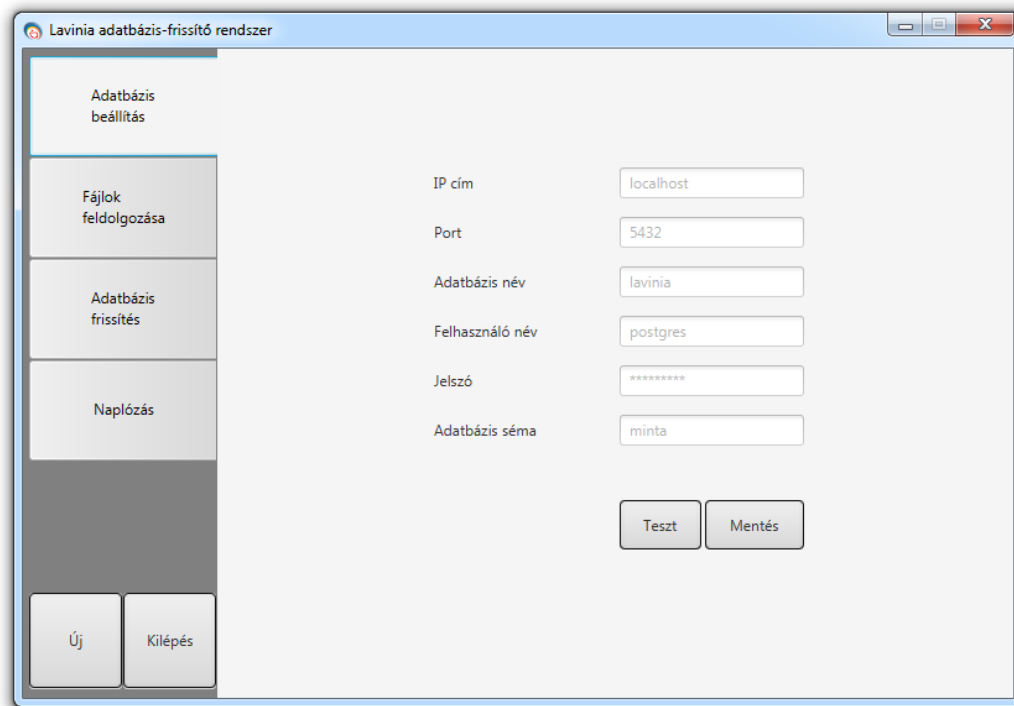 Lavinia adatbázis-frissítő rendszer
Adatbázis
beállítás
Fájlok
feldolgozása
Adatbázis
frissítés
Naplózás
Új
Kilépés
IP cím
localhost
Port
5432
Adatbázis név
lavinia
Felhasználó név
postgres
Jelszó
*********
Adatbázis séma
minta
Teszt
Mentés